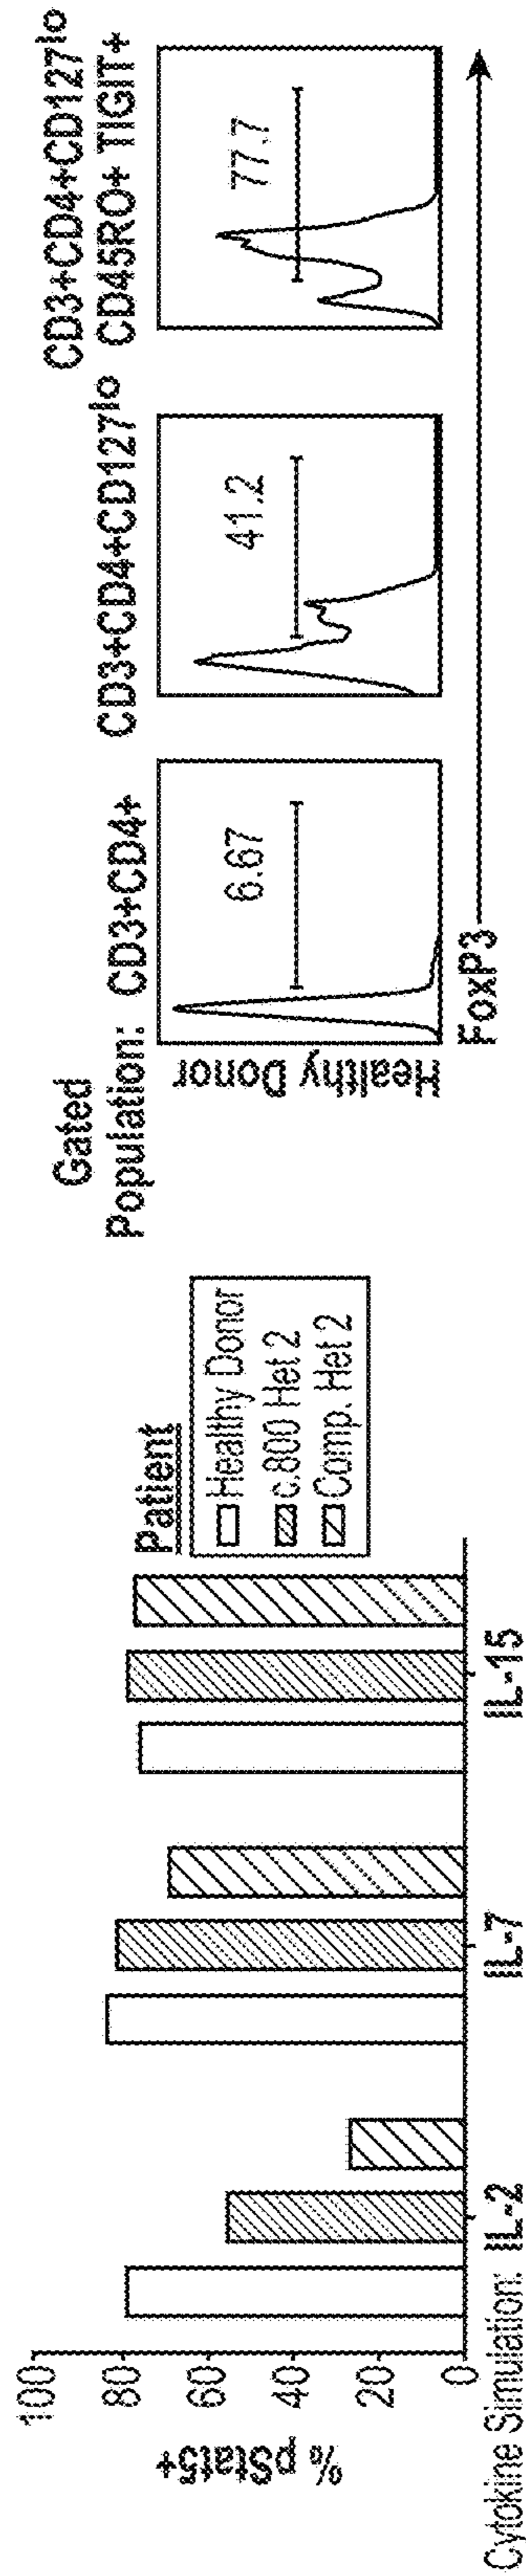 100
80
60
40
20
0
% pStat5+
Cytokine Simulation: IL-2 IL-7 IL-15
Patient
Healthy Donor
c.800 Het 2
Comp. Het 2
Gated
Population: CD3+CD4+
CD3+CD4+CD127lo
CD3+CD4+CD127lo
CD45RO+ TIGIT+
Healthy Donor
6.67
41.2
77.7
FoxP3